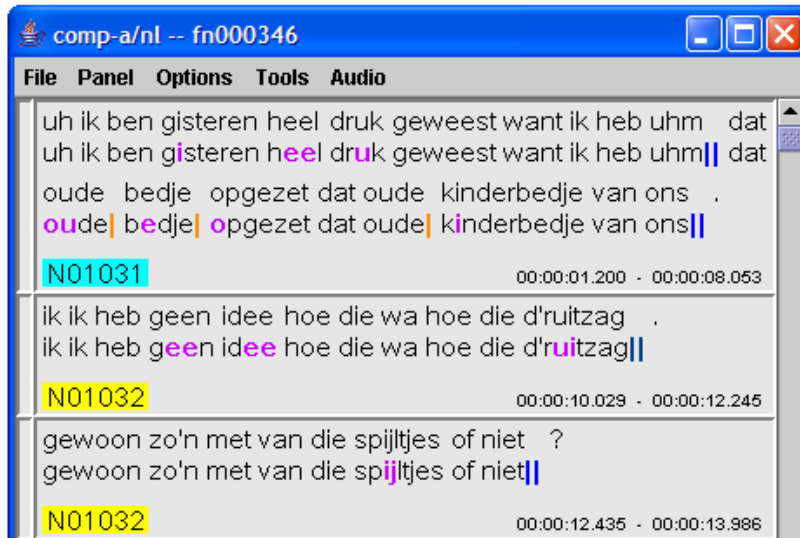 comp-a/nl -- fn000346
File Panel Options Tools Audio
uh ik ben gisteren heel druk geweest want ik heb uhm dat
uh ik ben gisteren heel druk geweest want ik heb uhm|| dat
oude bedje opgezet dat oude kinderbedje van ons .
oude| bedje| opgezet dat oude| kinderbedje van ons||
N01031 00:00:01.200 - 00:00:08.053
ik ik heb geen idee hoe die wa hoe die d'ruitzag .
ik ik heb geen idee hoe die wa hoe die d'ruitzag||
N01032 00:00:10.029 - 00:00:12.245
gewoon zo'n met van die spijltjes of niet ?
gewoon zo'n met van die spijltjes of niet||
N01032 00:00:12.435 - 00:00:13.986